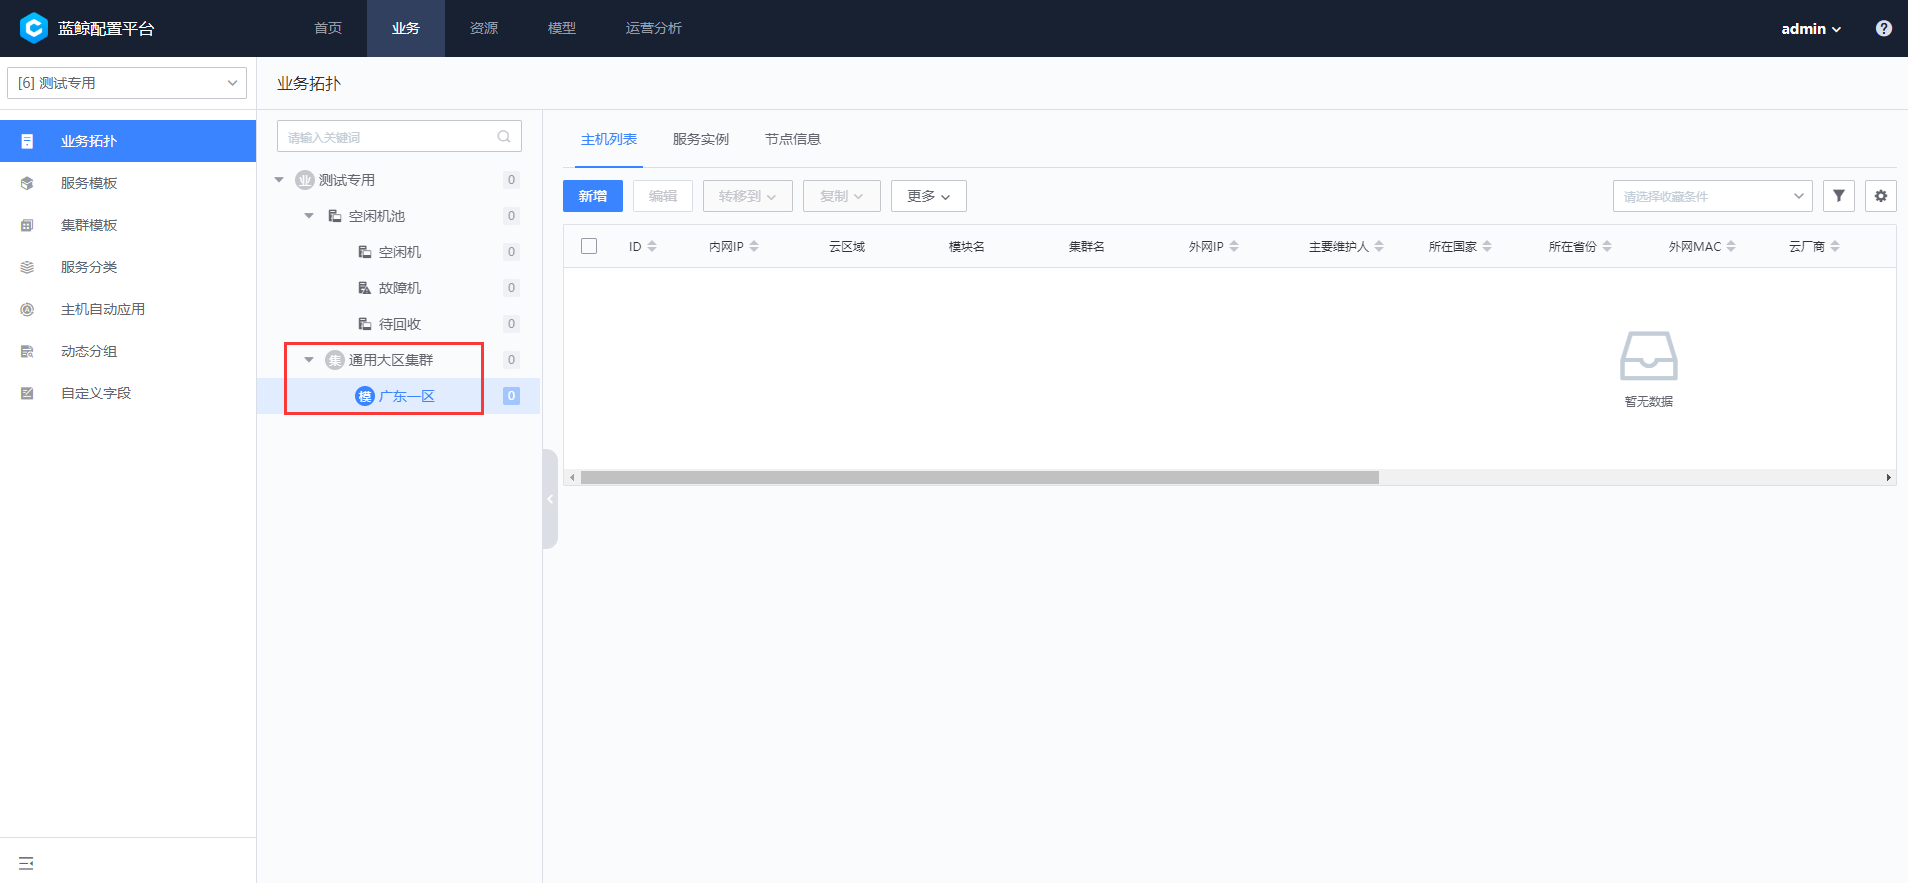 蓝鲸配置平台
首页
业务
资源
模型
运营分析
admin
[6] 测试专用
业务拓扑
业务拓扑
服务模板
集群模板
服务分类
主机自动应用
动态分组
自定义字段
请输入关键词
业 测试专用 0
空闲机池 0
空闲机 0
故障机 0
待回收 0
集 通用大区集群 0
模 广东一区 0
主机列表
服务实例
节点信息
新增
编辑
转移到
复制
更多
请选择收藏条件
ID
内网IP
云区域
模块名
集群名
外网IP
主要维护人
所在国家
所在省份
外网MAC
云厂商
暂无数据